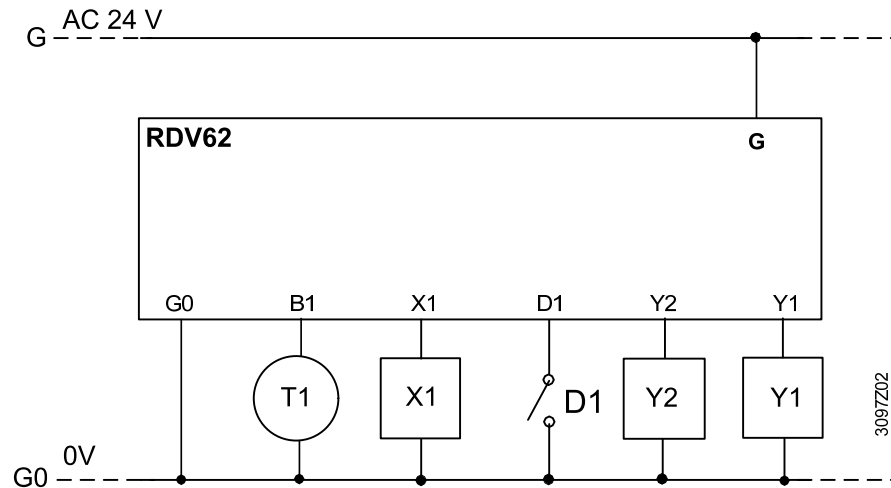 AC 24 V
G
RDV62
G
G0 B1 X1 D1 Y2 Y1
T1 X1 D1 Y2 Y1
3097Z02
0V
G0